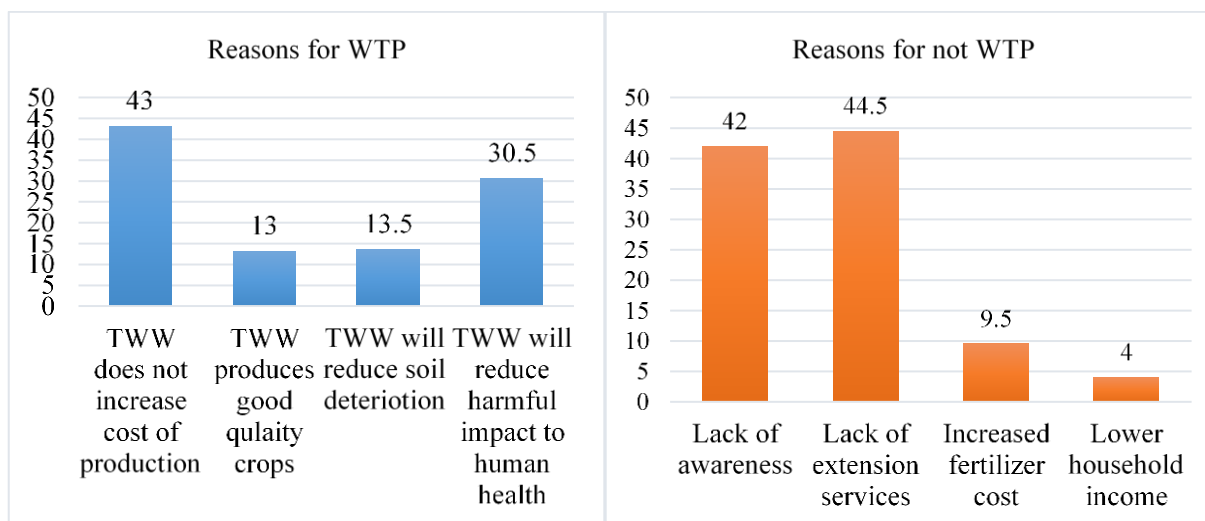 Reasons for WTP
50
45
40
35
30
25
20
15
10
5
0
43
13
13.5
30.5
TWW
does not
increase
cost of
production
TWW
produces
good
qulaity
crops
TWW will
reduce soil
deteriotion
TWW will
reduce
harmful
impact to
human
health
Reasons for not WTP
50
45
40
35
30
25
20
15
10
5
0
42
44.5
9.5
4
Lack of
awareness
Lack of
extension
services
Increased
fertilizer
cost
Lower
household
income